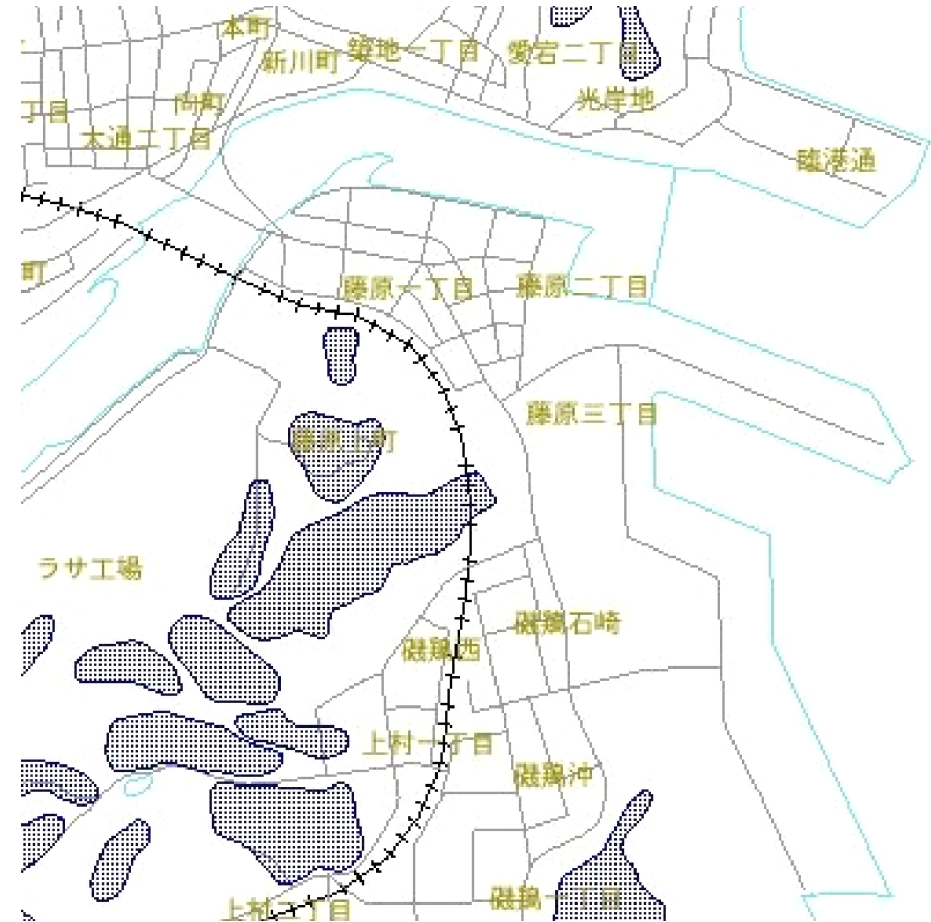 本町
新川町
築地一丁目
愛宕二丁目
光岸地
向町
丁目
大通二丁目
臨港通
町
藤原一丁目
藤原二丁目
藤原三丁目
藤原上町
ラサ工場
磯鶏石崎
磯鶏西
上村一丁目
磯鶏沖
上村二丁目
磯鶏一丁目